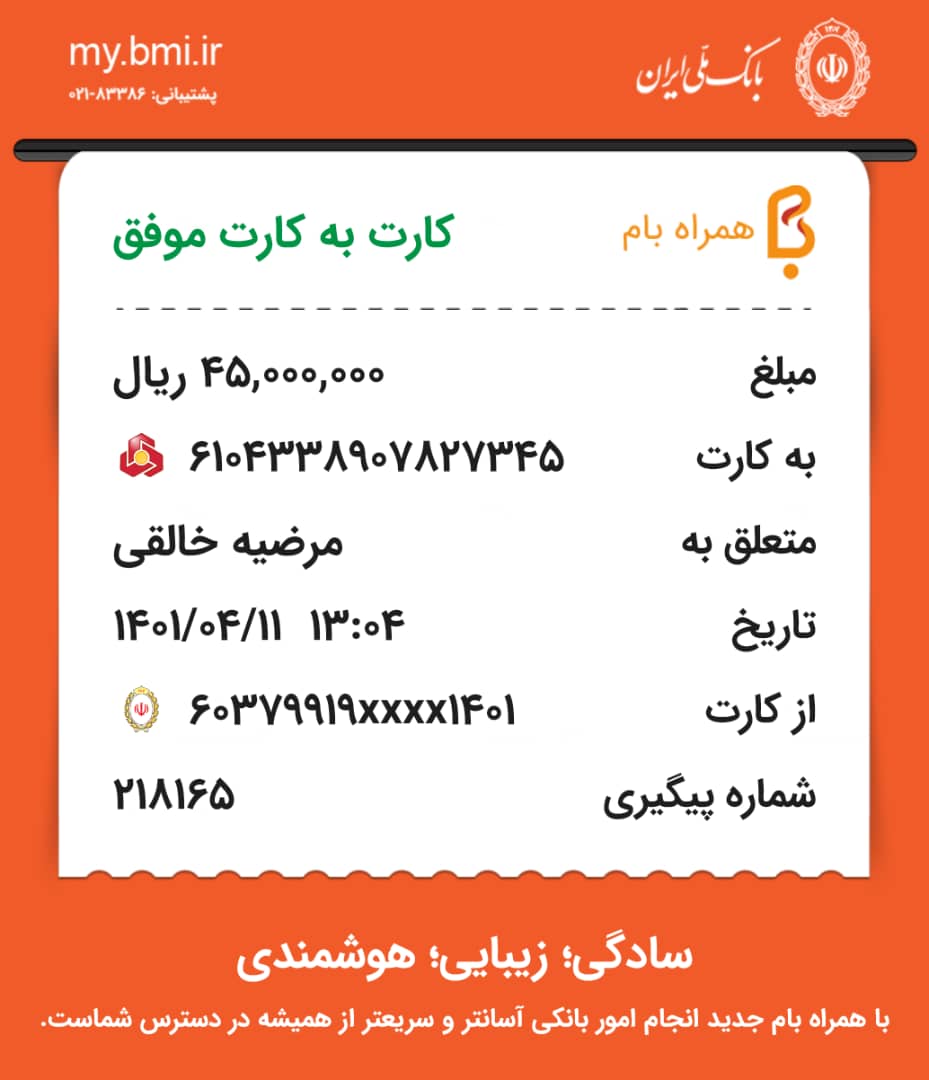 my.bmi.ir
پشتیبانی: ۸۳۳۸۶-۰۲۱
بانک ملّی ایران
همراه بام
کارت به کارت موفق
مبلغ ۴۵,۰۰۰,۰۰۰ ریال
به کارت ۶۱۰۴۳۳۸۹۰۷۸۲۷۳۴۵
متعلق به مرضیه خالقی
تاریخ ۱۴۰۱/۰۴/۱۱ ۱۳:۰۴
از کارت ۶۰۳۷۹۹۱۹xxxx۱۴۰۱
شماره پیگیری ۲۱۸۱۶۵
سادگی؛ زیبایی؛ هوشمندی
با همراه بام جدید انجام امور بانکی آسانتر و سریعتر از همیشه در دسترس شماست.